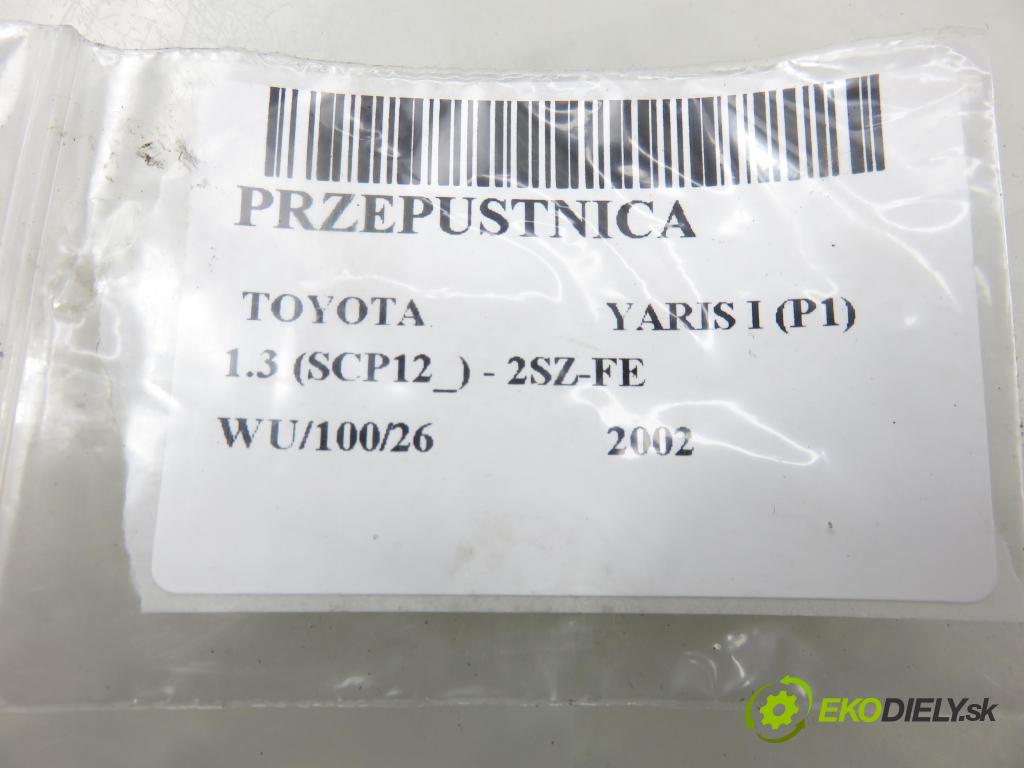 PRZEPUSTNICA
TOYOTA YARIS I (P1)
1.3 (SCP12_) - 2SZ-FE
WU/100/26 2002
EKODIELY.sk